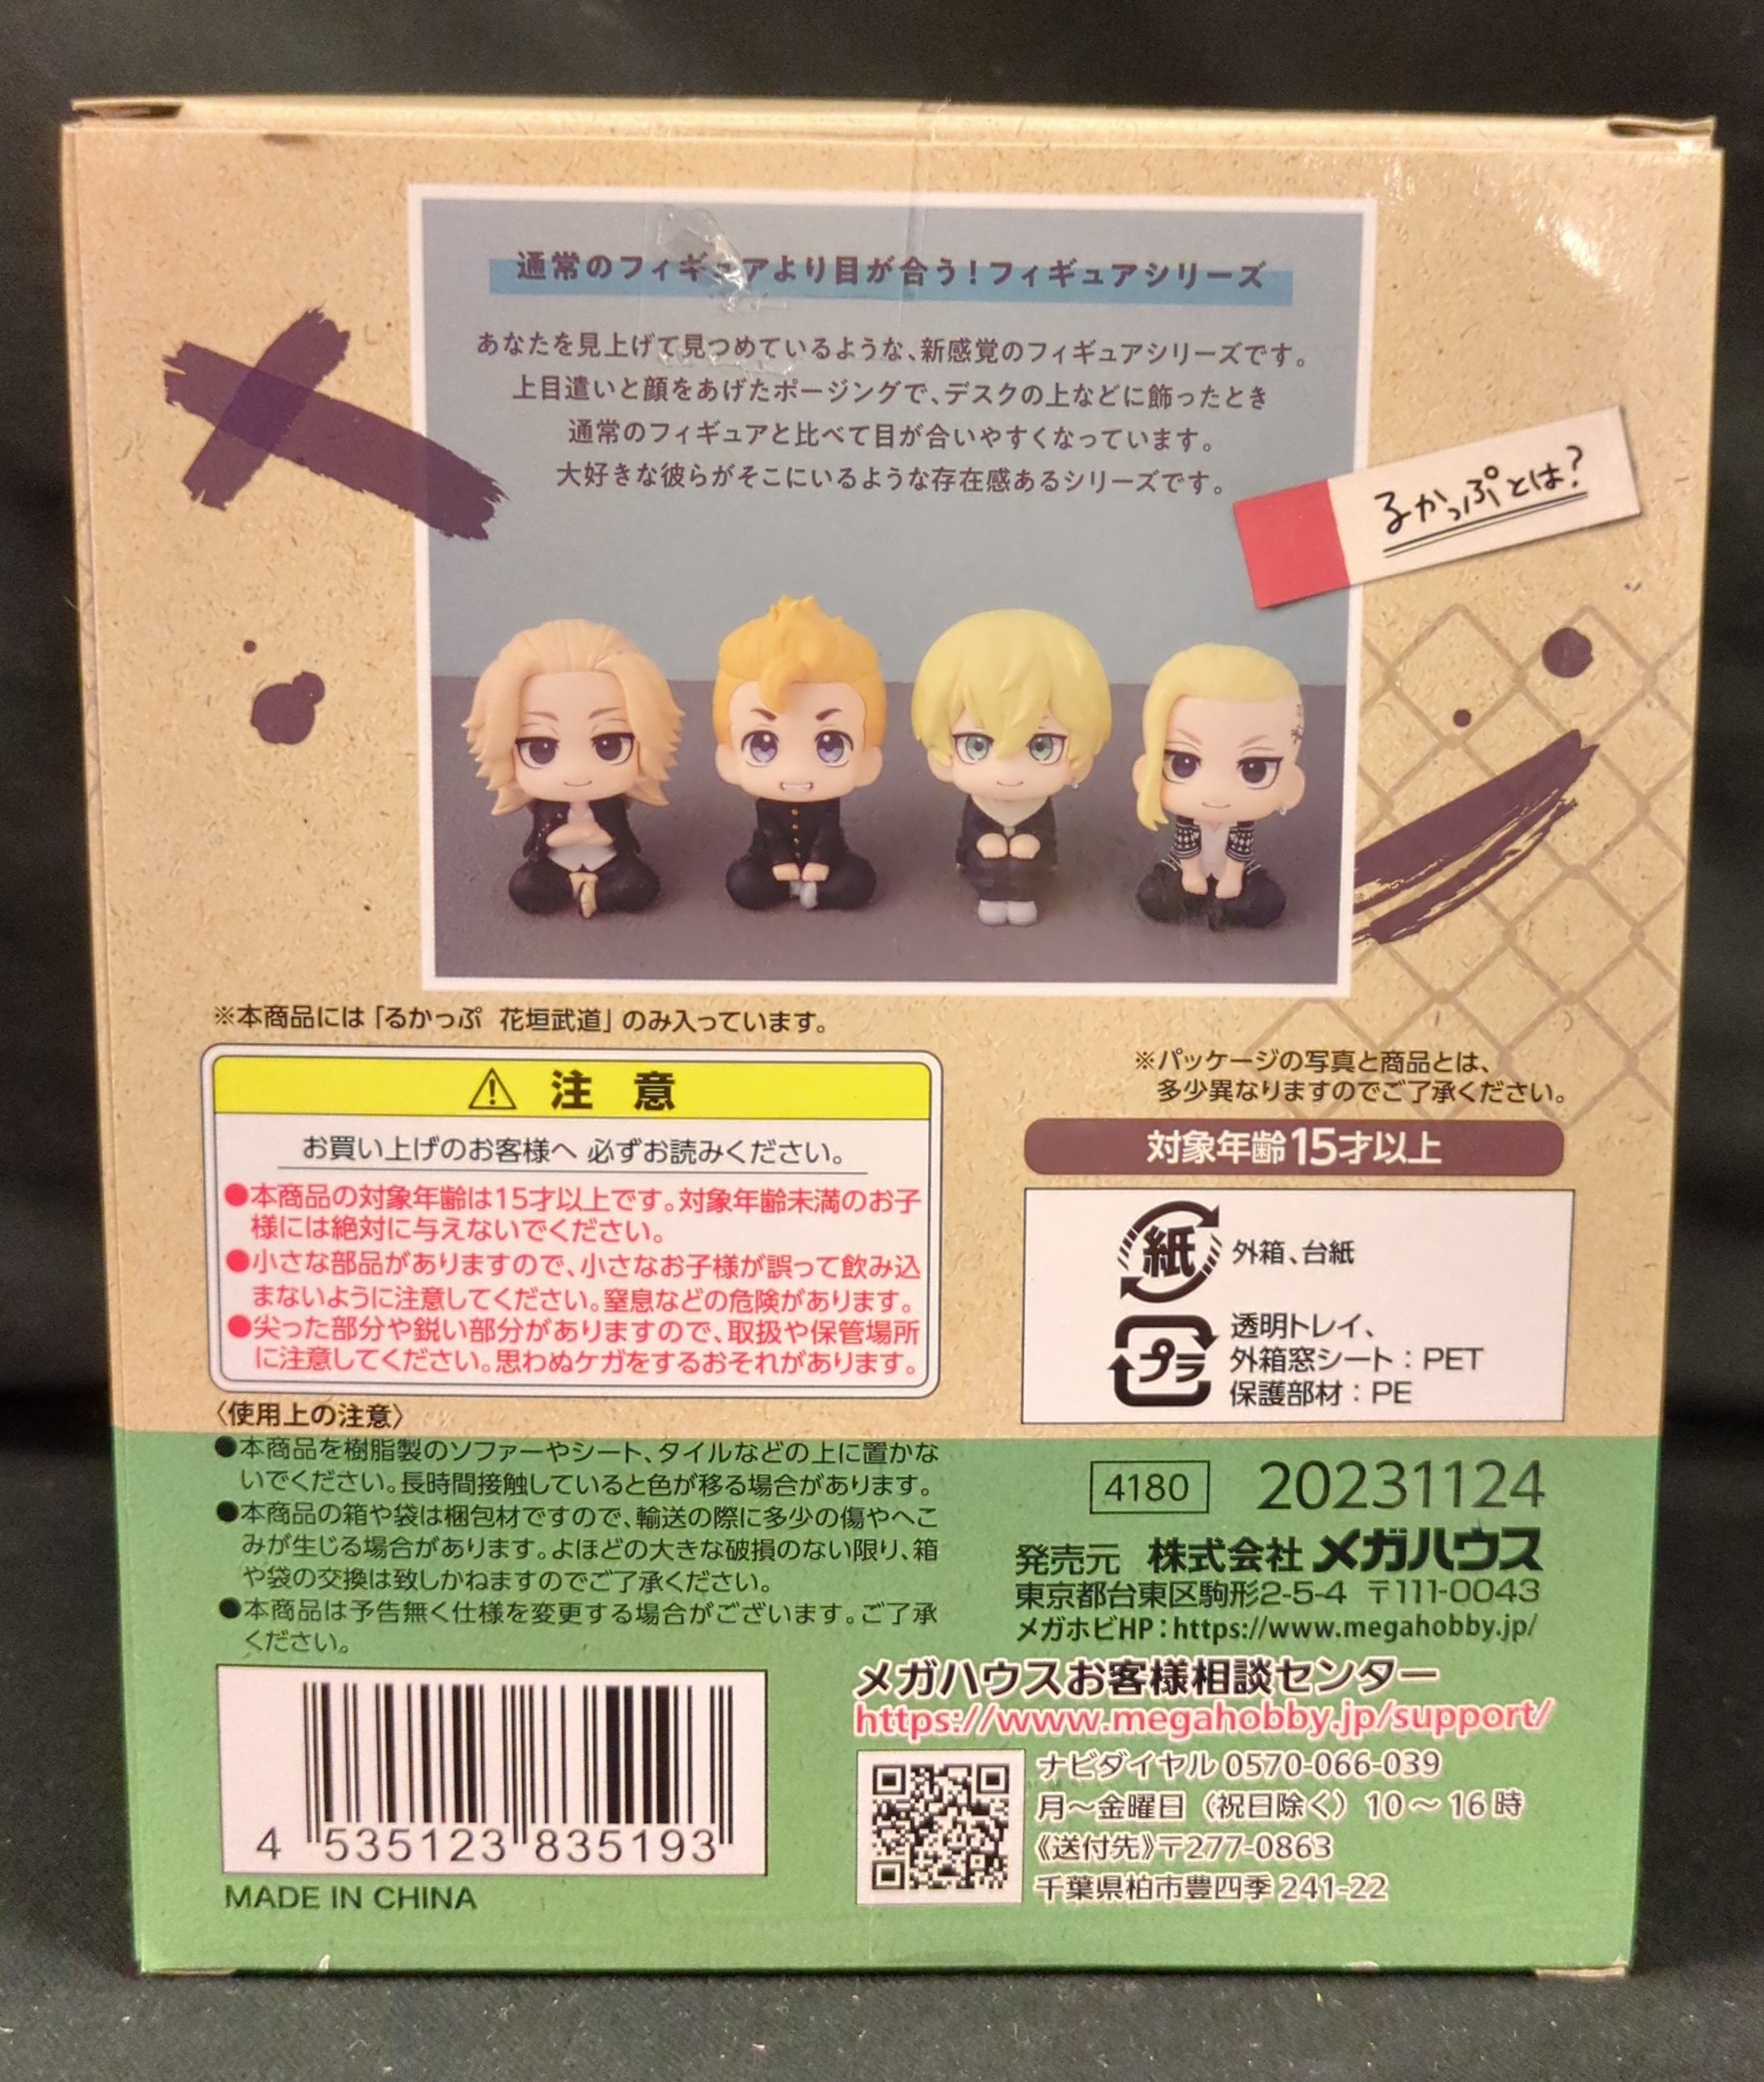 通常のフィギュアより目が合う!フィギュアシリーズ
あなたを見上げて見つめているような、新感覚のフィギュアシリーズです。
上目遣いと顔をあげたポージングで、デスクの上などに飾ったとき
通常のフィギュアと比べて目が合いやすくなっています。
大好きな彼らがそこにいるような存在感あるシリーズです。
るかっぷとは?
※本商品には「るかっぷ 花垣武道」のみ入っています。
⚠ 注意
お買い上げのお客様へ 必ずお読みください。
●本商品の対象年齢は15才以上です。対象年齢未満のお子
様には絶対に与えないでください。
●小さな部品がありますので、小さなお子様が誤って飲み込
まないように注意してください。窒息などの危険があります。
●尖った部分や鋭い部分がありますので、取扱や保管場所
に注意してください。思わぬケガをするおそれがあります。
〈使用上の注意〉
●本商品を樹脂製のソファーやシート、タイルなどの上に置かな
いでください。長時間接触していると色が移る場合があります。
●本商品の箱や袋は梱包材ですので、輸送の際に多少の傷やへこ
みが生じる場合があります。よほどの大きな破損のない限り、箱
や袋の交換は致しかねますのでご了承ください。
●本商品は予告無く仕様を変更する場合がございます。ご了承
ください。
4 535123 835193
MADE IN CHINA
※パッケージの写真と商品とは、
多少異なりますのでご了承ください。
対象年齢15才以上
紙 外箱、台紙
プラ 透明トレイ、
外箱窓シート:PET
保護部材:PE
4180 20231124
発売元 株式会社メガハウス
東京都台東区駒形2-5-4 〒111-0043
メガホビHP:https://www.megahobby.jp/
メガハウスお客様相談センター
https://www.megahobby.jp/support/
ナビダイヤル 0570-066-039
月〜金曜日(祝日除く)10〜16時
《送付先》〒277-0863
千葉県柏市豊四季241-22